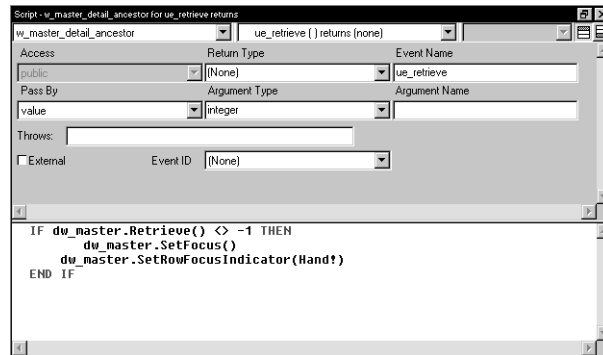 Script - w_master_detail_ancestor for ue_retrieve returns
w_master_detail_ancestor ue_retrieve ( ) returns (none)
Access Return Type Event Name
public (None) ue_retrieve
Pass By Argument Type Argument Name
value integer
Throws:
External Event ID (None)
IF dw_master.Retrieve() <> -1 THEN
dw_master.SetFocus()
dw_master.SetRowFocusIndicator(Hand!)
END IF